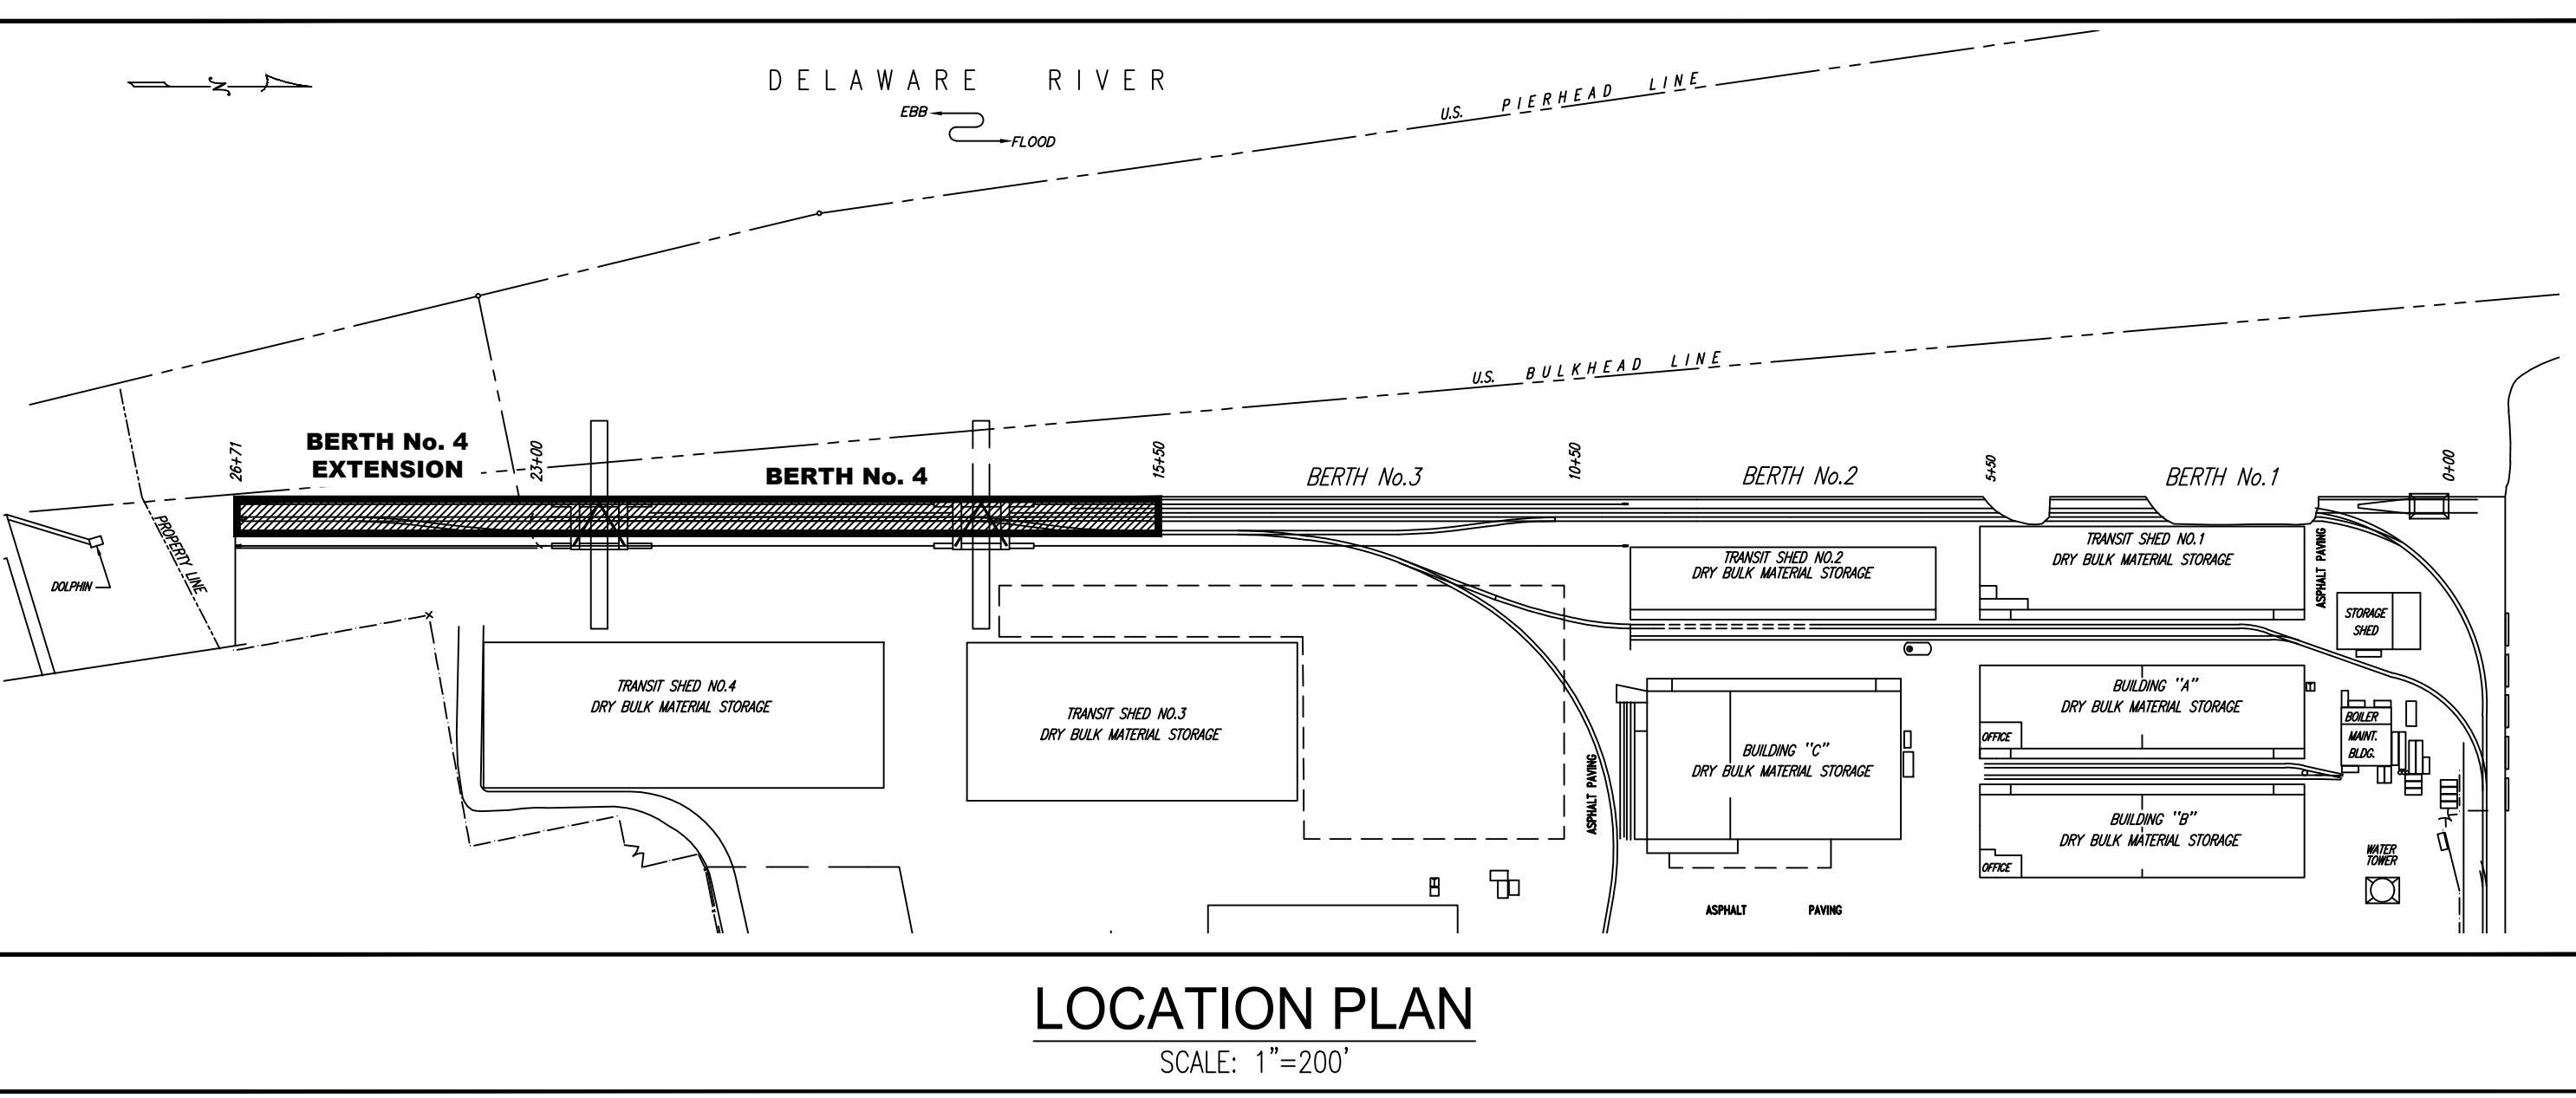 N
DELAWARE RIVER
EBB
FLOOD
U.S. PIERHEAD LINE
U.S. BULKHEAD LINE
26+71
BERTH No. 4
EXTENSION
23+00
BERTH No. 4
15+50
BERTH No.3
10+50
BERTH No.2
5+50
BERTH No.1
0+00
PROPERTY LINE
DOLPHIN
TRANSIT SHED NO.2
DRY BULK MATERIAL STORAGE
TRANSIT SHED NO.1
DRY BULK MATERIAL STORAGE
ASPHALT PAVING
STORAGE
SHED
TRANSIT SHED NO.4
DRY BULK MATERIAL STORAGE
TRANSIT SHED NO.3
DRY BULK MATERIAL STORAGE
ASPHALT PAVING
BUILDING "C"
DRY BULK MATERIAL STORAGE
BUILDING "A"
DRY BULK MATERIAL STORAGE
OFFICE
BOILER
MAINT.
BLDG.
BUILDING "B"
DRY BULK MATERIAL STORAGE
OFFICE
WATER
TOWER
ASPHALT PAVING
LOCATION PLAN
SCALE: 1"=200'